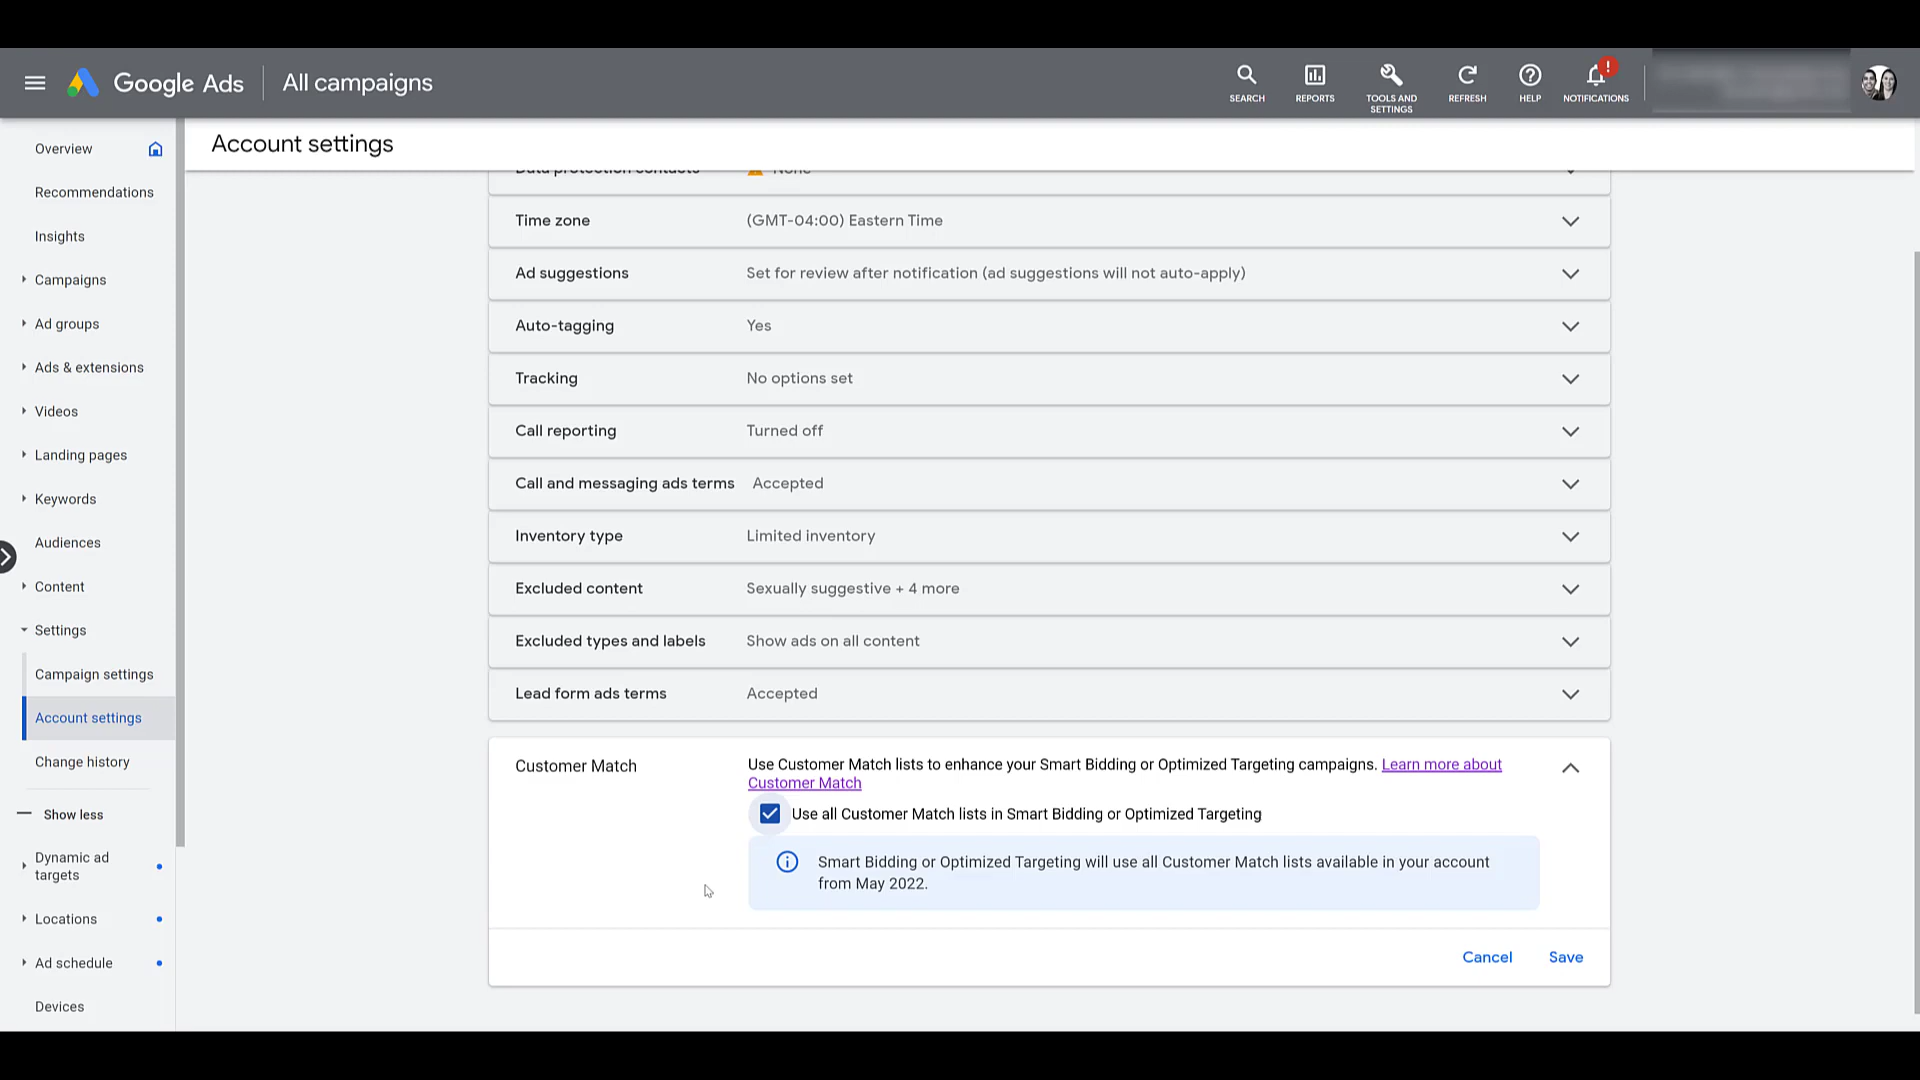 Google Ads
All campaigns
SEARCH
REPORTS
TOOLS AND
SETTINGS
REFRESH
HELP
!
NOTIFICATIONS
Account settings
Overview
Recommendations
Insights
Campaigns
Ad groups
Ads & extensions
Videos
Landing pages
Keywords
Audiences
Content
Settings
Campaign settings
Account settings
Change history
Show less
Dynamic ad
targets
Locations
Ad schedule
Devices
Data protection contacts None
Time zone (GMT-04:00) Eastern Time
Ad suggestions Set for review after notification (ad suggestions will not auto-apply)
Auto-tagging Yes
Tracking No options set
Call reporting Turned off
Call and messaging ads terms Accepted
Inventory type Limited inventory
Excluded content Sexually suggestive + 4 more
Excluded types and labels Show ads on all content
Lead form ads terms Accepted
Customer Match
Use Customer Match lists to enhance your Smart Bidding or Optimized Targeting campaigns. Learn more about
Customer Match
Use all Customer Match lists in Smart Bidding or Optimized Targeting
Smart Bidding or Optimized Targeting will use all Customer Match lists available in your account
from May 2022.
Cancel Save